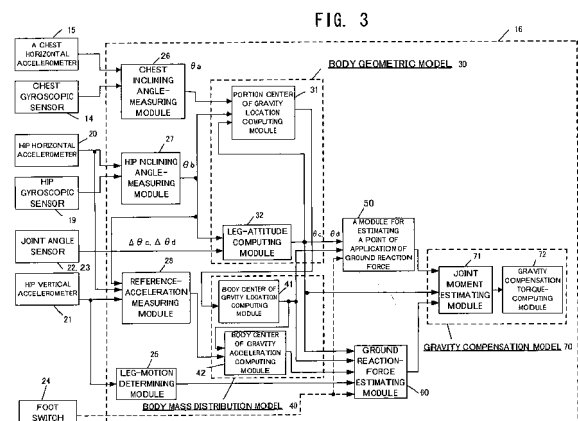 FIG. 3
15
16
A CHEST
HORIZONTAL
ACCELEROMETER
CHEST
GYROSCOPIC
SENSOR
14
20
HIP HORIZONTAL
ACCELEROMETER
HIP
GYROSCOPIC
SENSOR
19
JOINT ANGLE
SENSOR
22, 23
HIP VERTICAL
ACCELEROMETER
21
24
FOOT
SWITCH
26
θa
CHEST
INCLINING
ANGLE-
MEASURING
MODULE
27
θb
HIP INCLINING
ANGLE-
MEASURING
MODULE
Δθc, Δθd
REFERENCE-
ACCELERATION
MEASURING
MODULE
25
LEG-MOTION
DETERMINING
MODULE
BODY GEOMETRIC MODEL 30
31
PORTION CENTER
OF GRAVITY
LOCATION
COMPUTING
MODULE
32
LEG-ATTITUDE
COMPUTING
MODULE
θc
θd
41
BODY CENTER
OF GRVITY LOCATION
COMPUTING
MODULE
BODY CENTER
OF GRAVITY
ACCELERATION
COMPUTING
MODULE
42
BODY MASS DISTRIBUTION MODEL 40
50
A MODULE FOR
ESTIMATING
A POINT OF
APPLICATION OF
GROUND REACTION
FORCE
GROUND
REACTION-
FORCE
ESTIMATING
MODULE
60
71
JOINT
MOMENT
ESTIMATING
MODULE
72
GRAVITY
COMPENSATION
TORQUE-
COMPUTING
MODULE
GRAVITY COMPENSATION MODEL 70